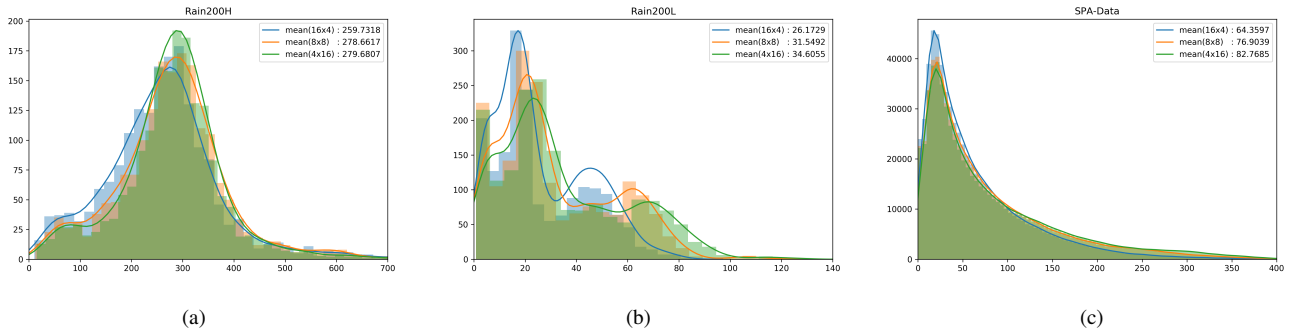 Rain200H
mean(16x4) : 259.7318
mean(8x8) : 278.6617
mean(4x16) : 279.6807
200
175
150
125
100
75
50
25
0
0 100 200 300 400 500 600 700
(a)
Rain200L
mean(16x4) : 26.1729
mean(8x8) : 31.5492
mean(4x16) : 34.6055
300
250
200
150
100
50
0
0 20 40 60 80 100 120 140
(b)
SPA-Data
mean(16x4) : 64.3597
mean(8x8) : 76.9039
mean(4x16) : 82.7685
40000
30000
20000
10000
0
0 50 100 150 200 250 300 350 400
(c)